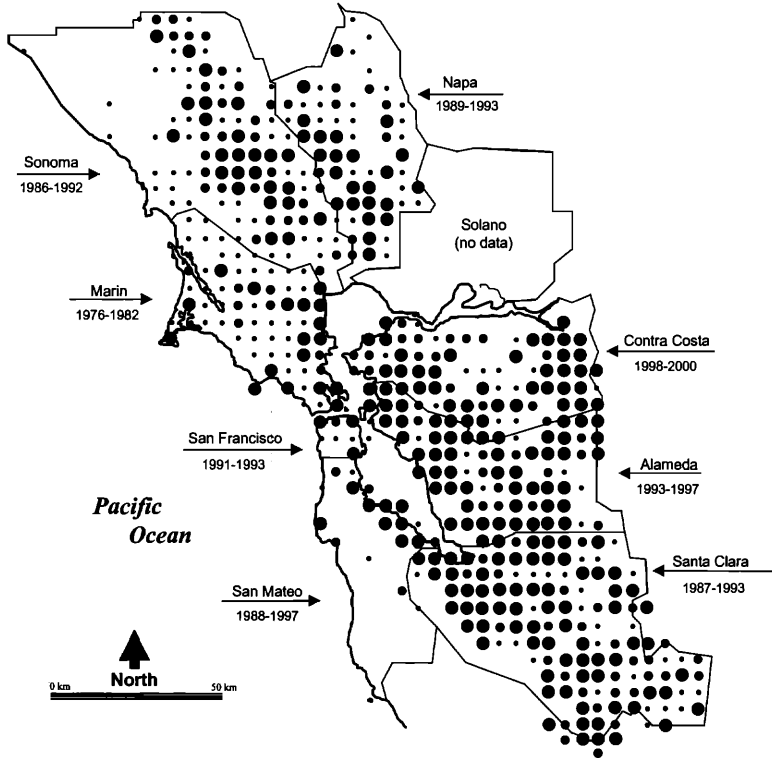 Napa
1989-1993
Sonoma
1986-1992
Solano
(no data)
Marin
1976-1982
Contra Costa
1998-2000
San Francisco
1991-1993
Alameda
1993-1997
Pacific
Ocean
Santa Clara
1987-1993
San Mateo
1988-1997
North
0 km 50 km